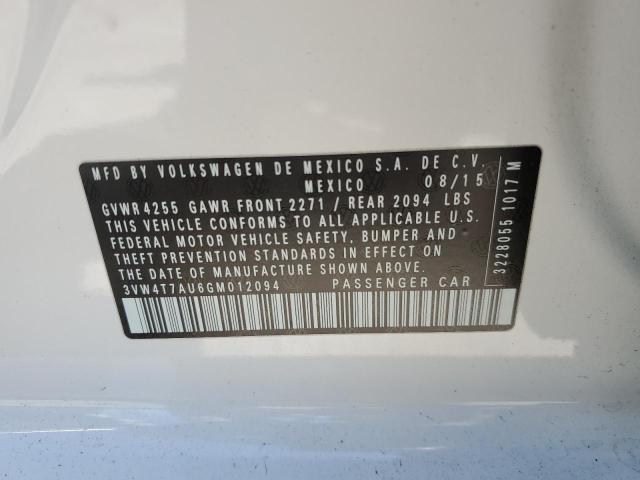 MFD BY VOLKSWAGEN DE MEXICO S.A. DE C.V.
MEXICO 08/15
GVWR 4255 GAWR FRONT 2271 / REAR 2094 LBS
THIS VEHICLE CONFORMS TO ALL APPLICABLE U.S.
FEDERAL MOTOR VEHICLE SAFETY, BUMPER AND
THEFT PREVENTION STANDARDS IN EFFECT ON
THE DATE OF MANUFACTURE SHOWN ABOVE.
3VW4T7AU6GM012094 PASSENGER CAR
3228055 1017 M